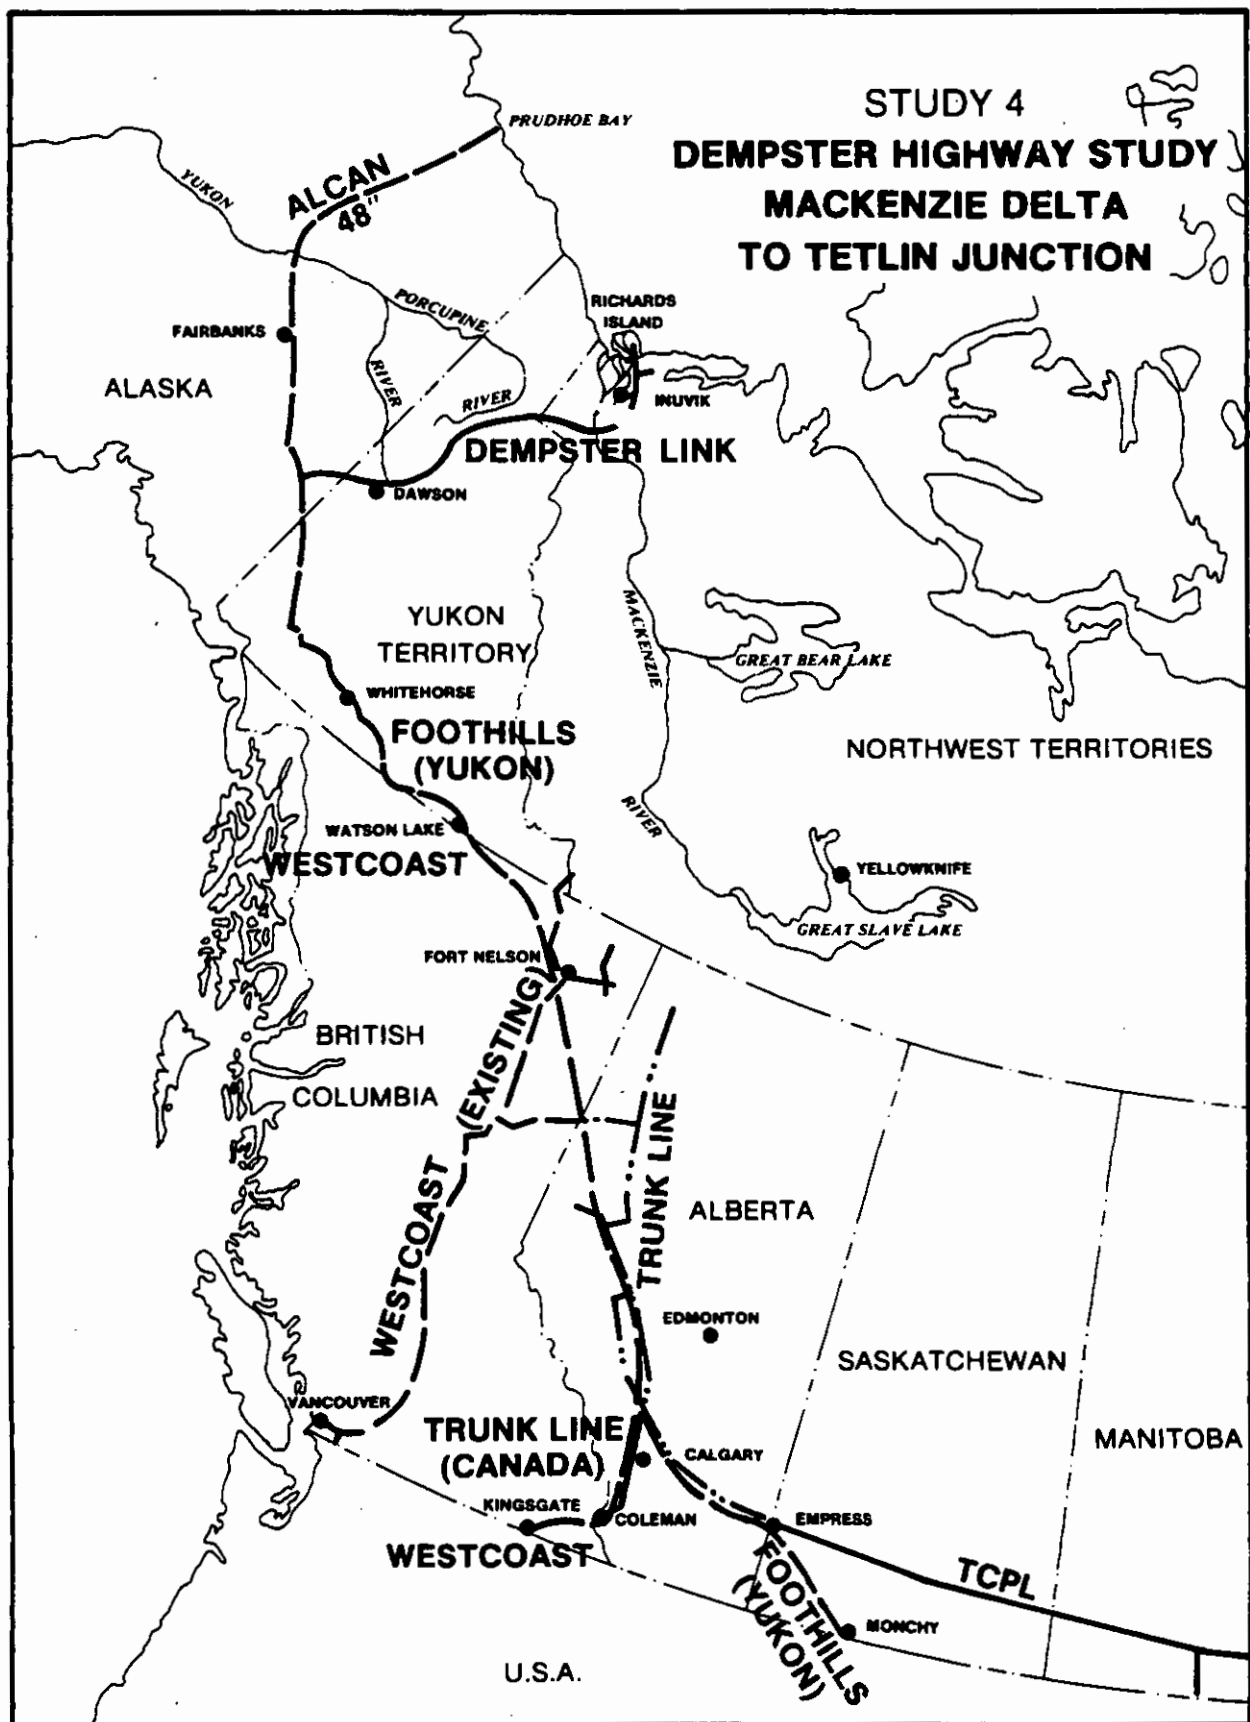 STUDY 4
DEMPSTER HIGHWAY STUDY
MACKENZIE DELTA
TO TETLIN JUNCTION
PRUDHOE BAY
YUKON
ALCAN
48"
PORCUPINE
RICHARDS
ISLAND
FAIRBANKS
ALASKA
RIVER
RIVER
INUVIK
DEMPSTER LINK
DAWSON
YUKON
TERRITORY
MACKENZIE
GREAT BEAR LAKE
WHITEHORSE
FOOTHILLS
(YUKON)
NORTHWEST TERRITORIES
RIVER
WATSON LAKE
WESTCOAST
YELLOWKNIFE
GREAT SLAVE LAKE
FORT NELSON
BRITISH
COLUMBIA
(EXISTING)
WESTCOAST
TRUNK LINE
ALBERTA
EDMONTON
SASKATCHEWAN
VANCOUVER
TRUNK LINE
(CANADA)
CALGARY
MANITOBA
KINGSGATE
COLEMAN
EMPRESS
WESTCOAST
TCPL
FOOTHILLS
(YUKON)
MONCHY
U.S.A.